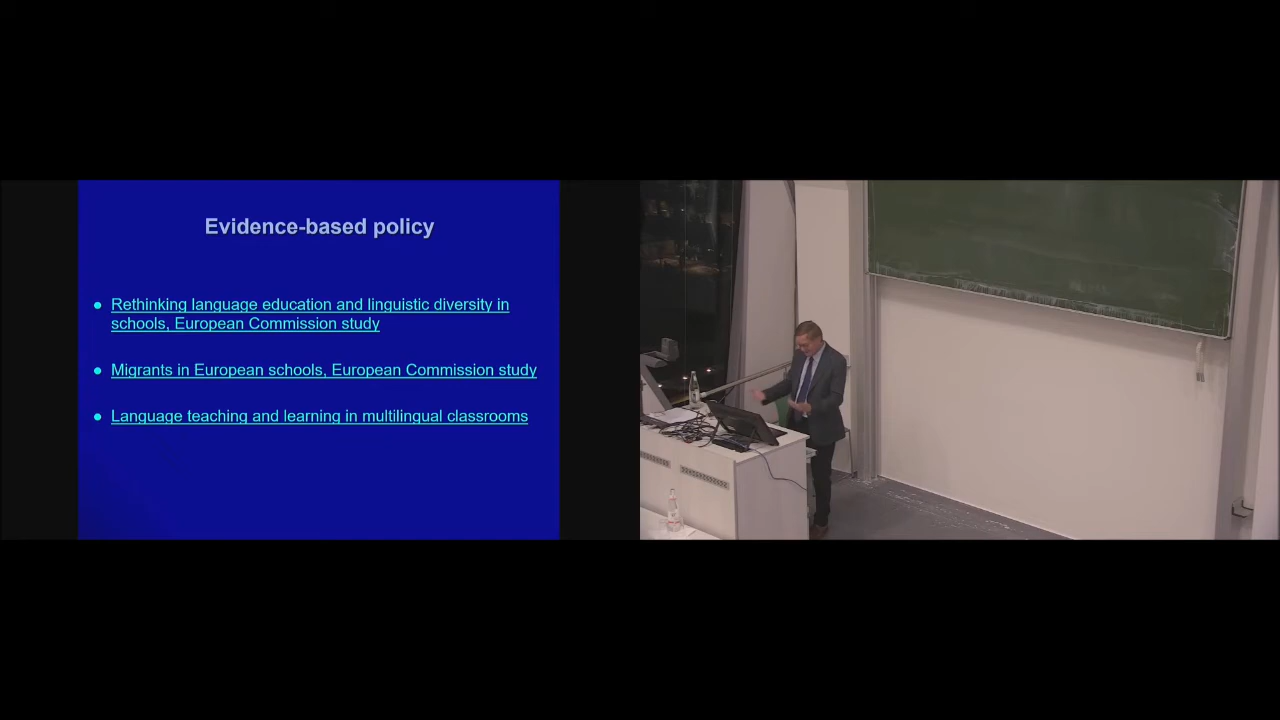 Evidence-based policy
Rethinking language education and linguistic diversity in
schools, European Commission study
Migrants in European schools, European Commission study
Language teaching and learning in multilingual classrooms